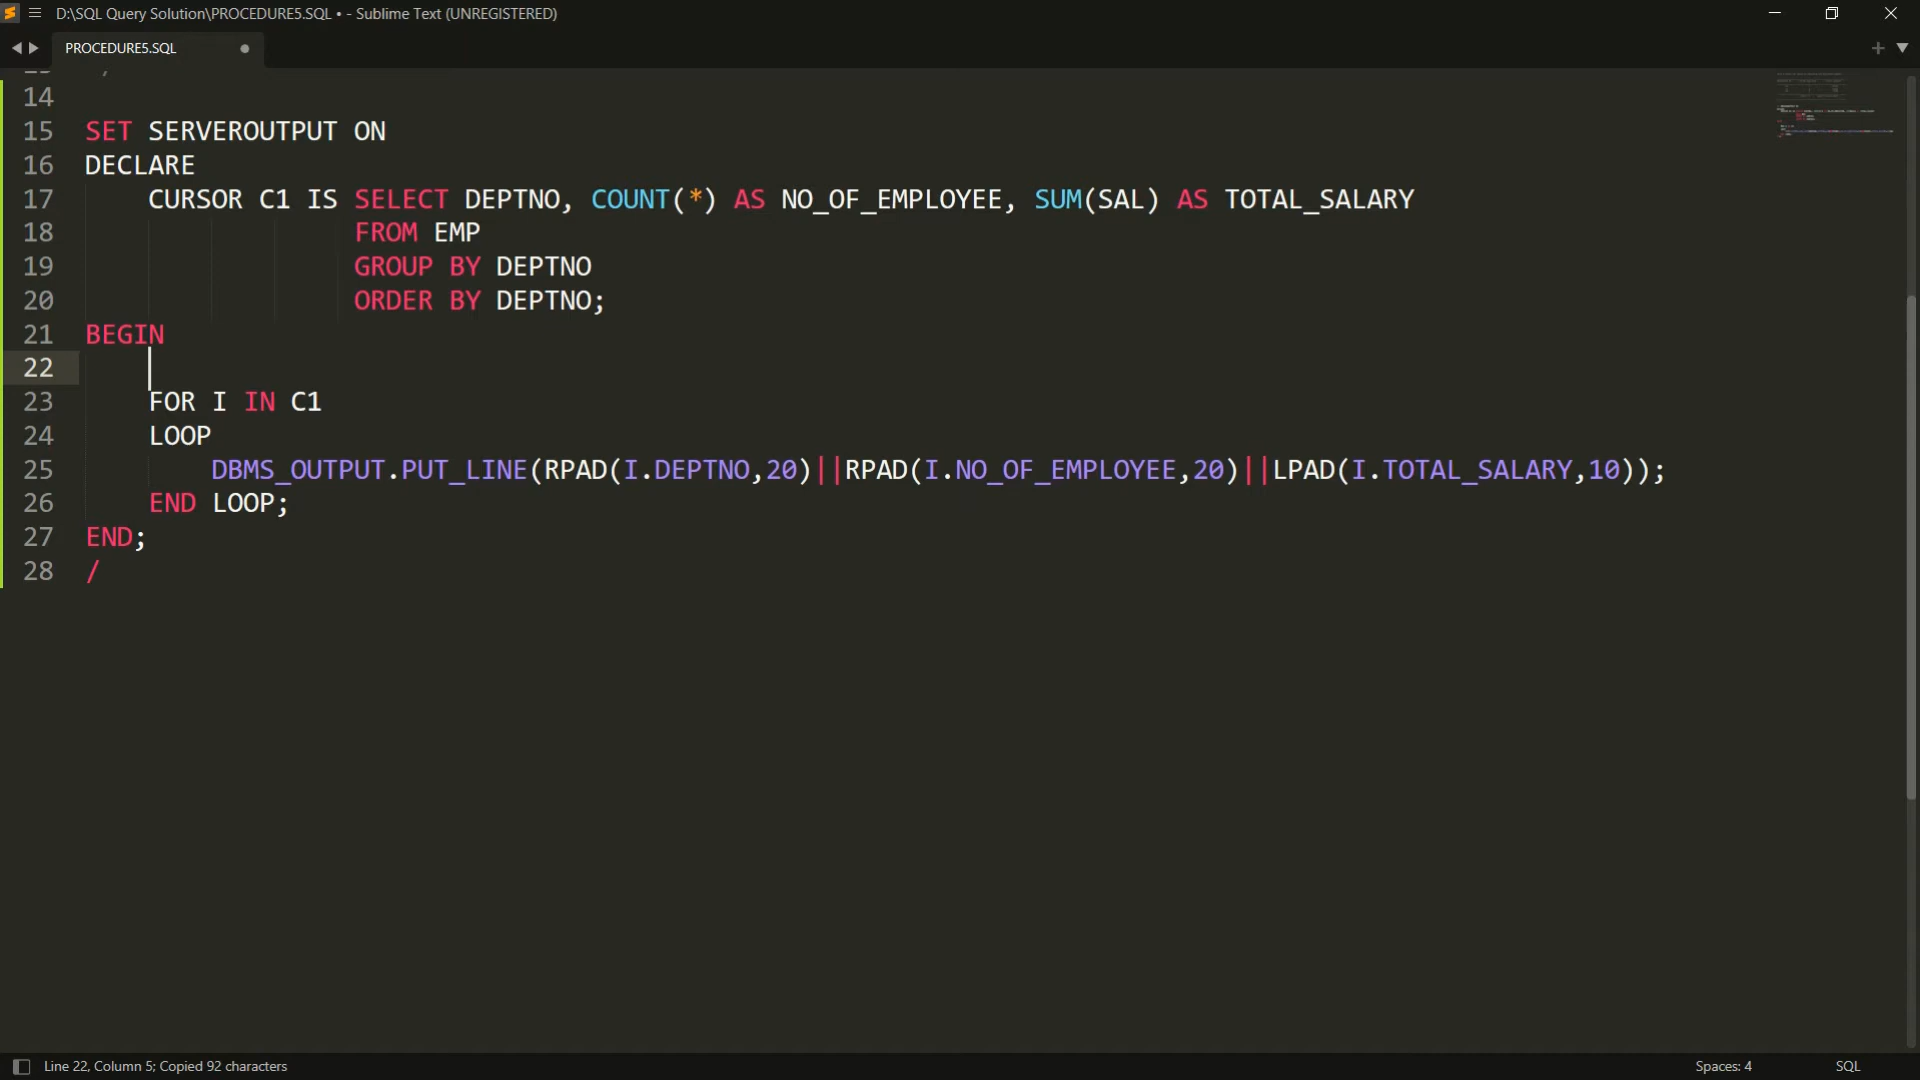 D:\SQL Query Solution\PROCEDURE5.SQL • - Sublime Text (UNREGISTERED)
PROCEDURE5.SQL
14
15 SET SERVEROUTPUT ON
16 DECLARE
17 CURSOR C1 IS SELECT DEPTNO, COUNT(*) AS NO_OF_EMPLOYEE, SUM(SAL) AS TOTAL_SALARY
18 FROM EMP
19 GROUP BY DEPTNO
20 ORDER BY DEPTNO;
21 BEGIN
22
23 FOR I IN C1
24 LOOP
25 DBMS_OUTPUT.PUT_LINE(RPAD(I.DEPTNO,20)||RPAD(I.NO_OF_EMPLOYEE,20)||LPAD(I.TOTAL_SALARY,10));
26 END LOOP;
27 END;
28 /
Line 22, Column 5; Copied 92 characters
Spaces: 4
SQL